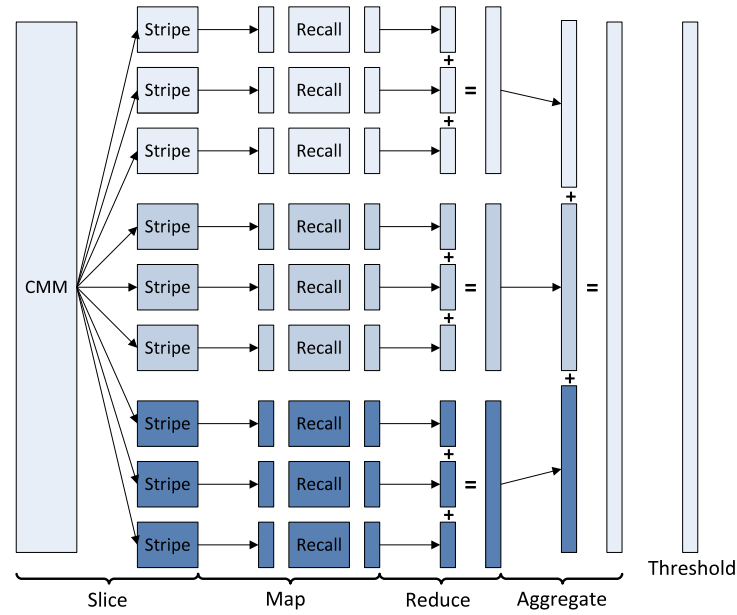 Stripe Recall
+
Stripe Recall + =
+
Stripe Recall
+
Stripe Recall
+
CMM Stripe Recall = =
+
Stripe Recall
+
Stripe Recall
+
Stripe Recall =
+
Stripe Recall
Threshold
Slice Map Reduce Aggregate